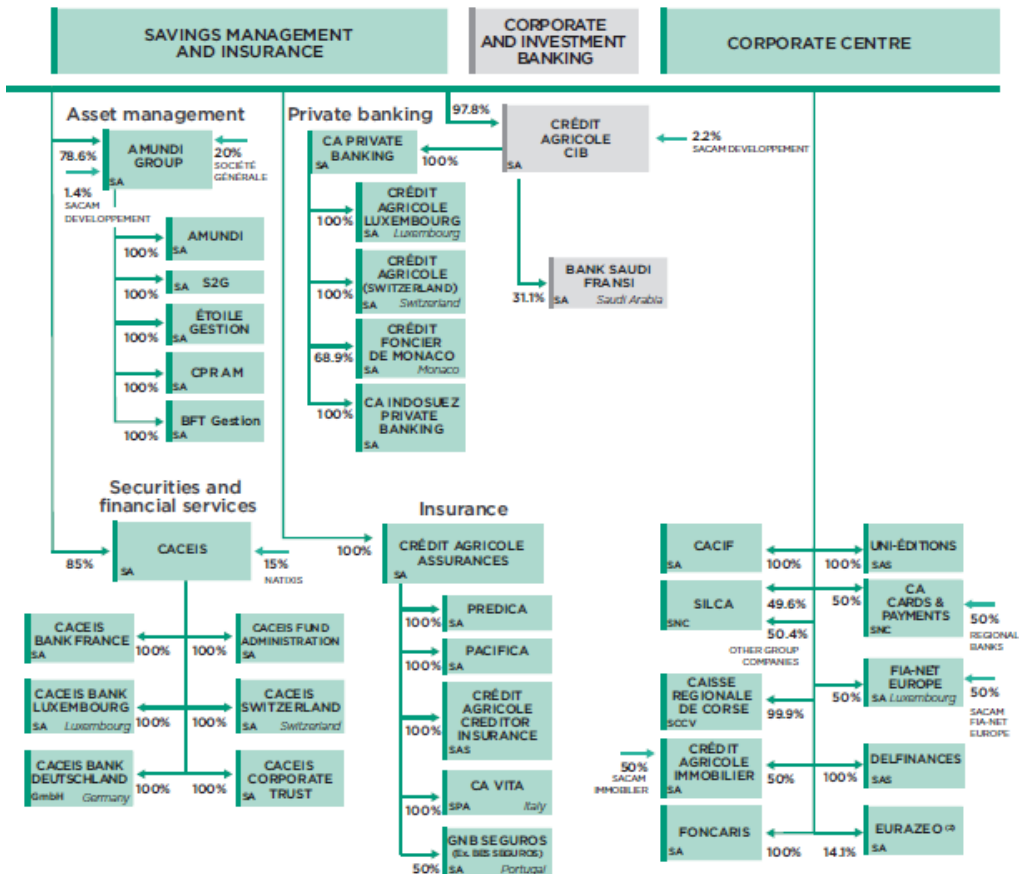 SAVINGS MANAGEMENT
AND INSURANCE
CORPORATE
AND INVESTMENT
BANKING
CORPORATE CENTRE
Asset management
78.6%
AMUNDI
GROUP
SA
20%
SOCIÉTÉ
GÉNÉRALE
1.4%
SACAM
DEVELOPPEMENT
100%
AMUNDI
SA
100%
S2G
SA
100%
ÉTOILE
GESTION
SA
100%
CPR AM
SA
100%
BFT Gestion
SA
Private banking
CA PRIVATE
BANKING
SA
100%
97.8%
CRÉDIT
AGRICOLE
CIB
SA
2.2%
SACAM DEVELOPPEMENT
100%
CRÉDIT
AGRICOLE
LUXEMBOURG
SA Luxembourg
100%
CRÉDIT
AGRICOLE
(SWITZERLAND)
SA Switzerland
68.9%
CRÉDIT
FONCIER
DE MONACO
SA Monaco
100%
CA INDOSUEZ
PRIVATE
BANKING
SA
31.1%
BANK SAUDI
FRANSI
SA Saudi Arabia
Securities and
financial services
85%
CACEIS
SA
15%
NATIXIS
CACEIS
BANK FRANCE
SA
100%
100%
CACEIS FUND
ADMINISTRATION
SA
CACEIS BANK
LUXEMBOURG
SA Luxembourg
100%
100%
CACEIS
SWITZERLAND
SA Switzerland
CACEIS BANK
DEUTSCHLAND
GmbH Germany
100%
100%
CACEIS
CORPORATE
TRUST
SA
Insurance
100%
CRÉDIT AGRICOLE
ASSURANCES
SA
100%
PREDICA
SA
100%
PACIFICA
SA
100%
CRÉDIT
AGRICOLE
CREDITOR
INSURANCE
SAS
100%
CA VITA
SPA Italy
50%
GNB SEGUROS
(Ex. BES SEGUROS)
SA Portugal
CACIF
SA
100%
100%
UNI-ÉDITIONS
SAS
SILCA
SNC
49.6%
50.4%
OTHER GROUP
COMPANIES
50%
CA
CARDS &
PAYMENTS
SNC
50%
REGIONAL
BANKS
CAISSE
REGIONALE
DE CORSE
SCCV
99.9%
50%
FIA-NET
EUROPE
SA Luxembourg
50%
SACAM
FIA-NET
EUROPE
50%
SACAM
IMMOBILIER
CRÉDIT
AGRICOLE
IMMOBILIER
SA
50%
100%
DELFINANCES
SAS
FONCARIS
SA
100%
14.1%
EURAZEO (2)
SA